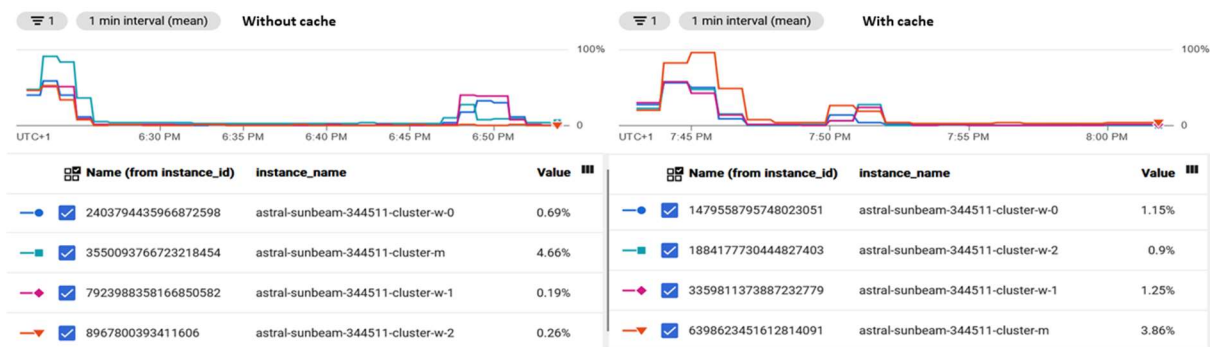 1 1 min interval (mean) Without cache
100%
UTC+1 6:30 PM 6:35 PM 6:40 PM 6:45 PM 6:50 PM 0
Name (from instance_id) instance_name Value
2403794435966872598 astral-sunbeam-344511-cluster-w-0 0.69%
3550093766723218454 astral-sunbeam-344511-cluster-m 4.66%
7923988358166850582 astral-sunbeam-344511-cluster-w-1 0.19%
8967800393411606 astral-sunbeam-344511-cluster-w-2 0.26%
1 1 min interval (mean) With cache
100%
UTC+1 7:45 PM 7:50 PM 7:55 PM 8:00 PM 0
Name (from instance_id) instance_name Value
1479558795748023051 astral-sunbeam-344511-cluster-w-0 1.15%
1884177730444827403 astral-sunbeam-344511-cluster-w-2 0.9%
3359811373887232779 astral-sunbeam-344511-cluster-w-1 1.25%
6398623451612814091 astral-sunbeam-344511-cluster-m 3.86%